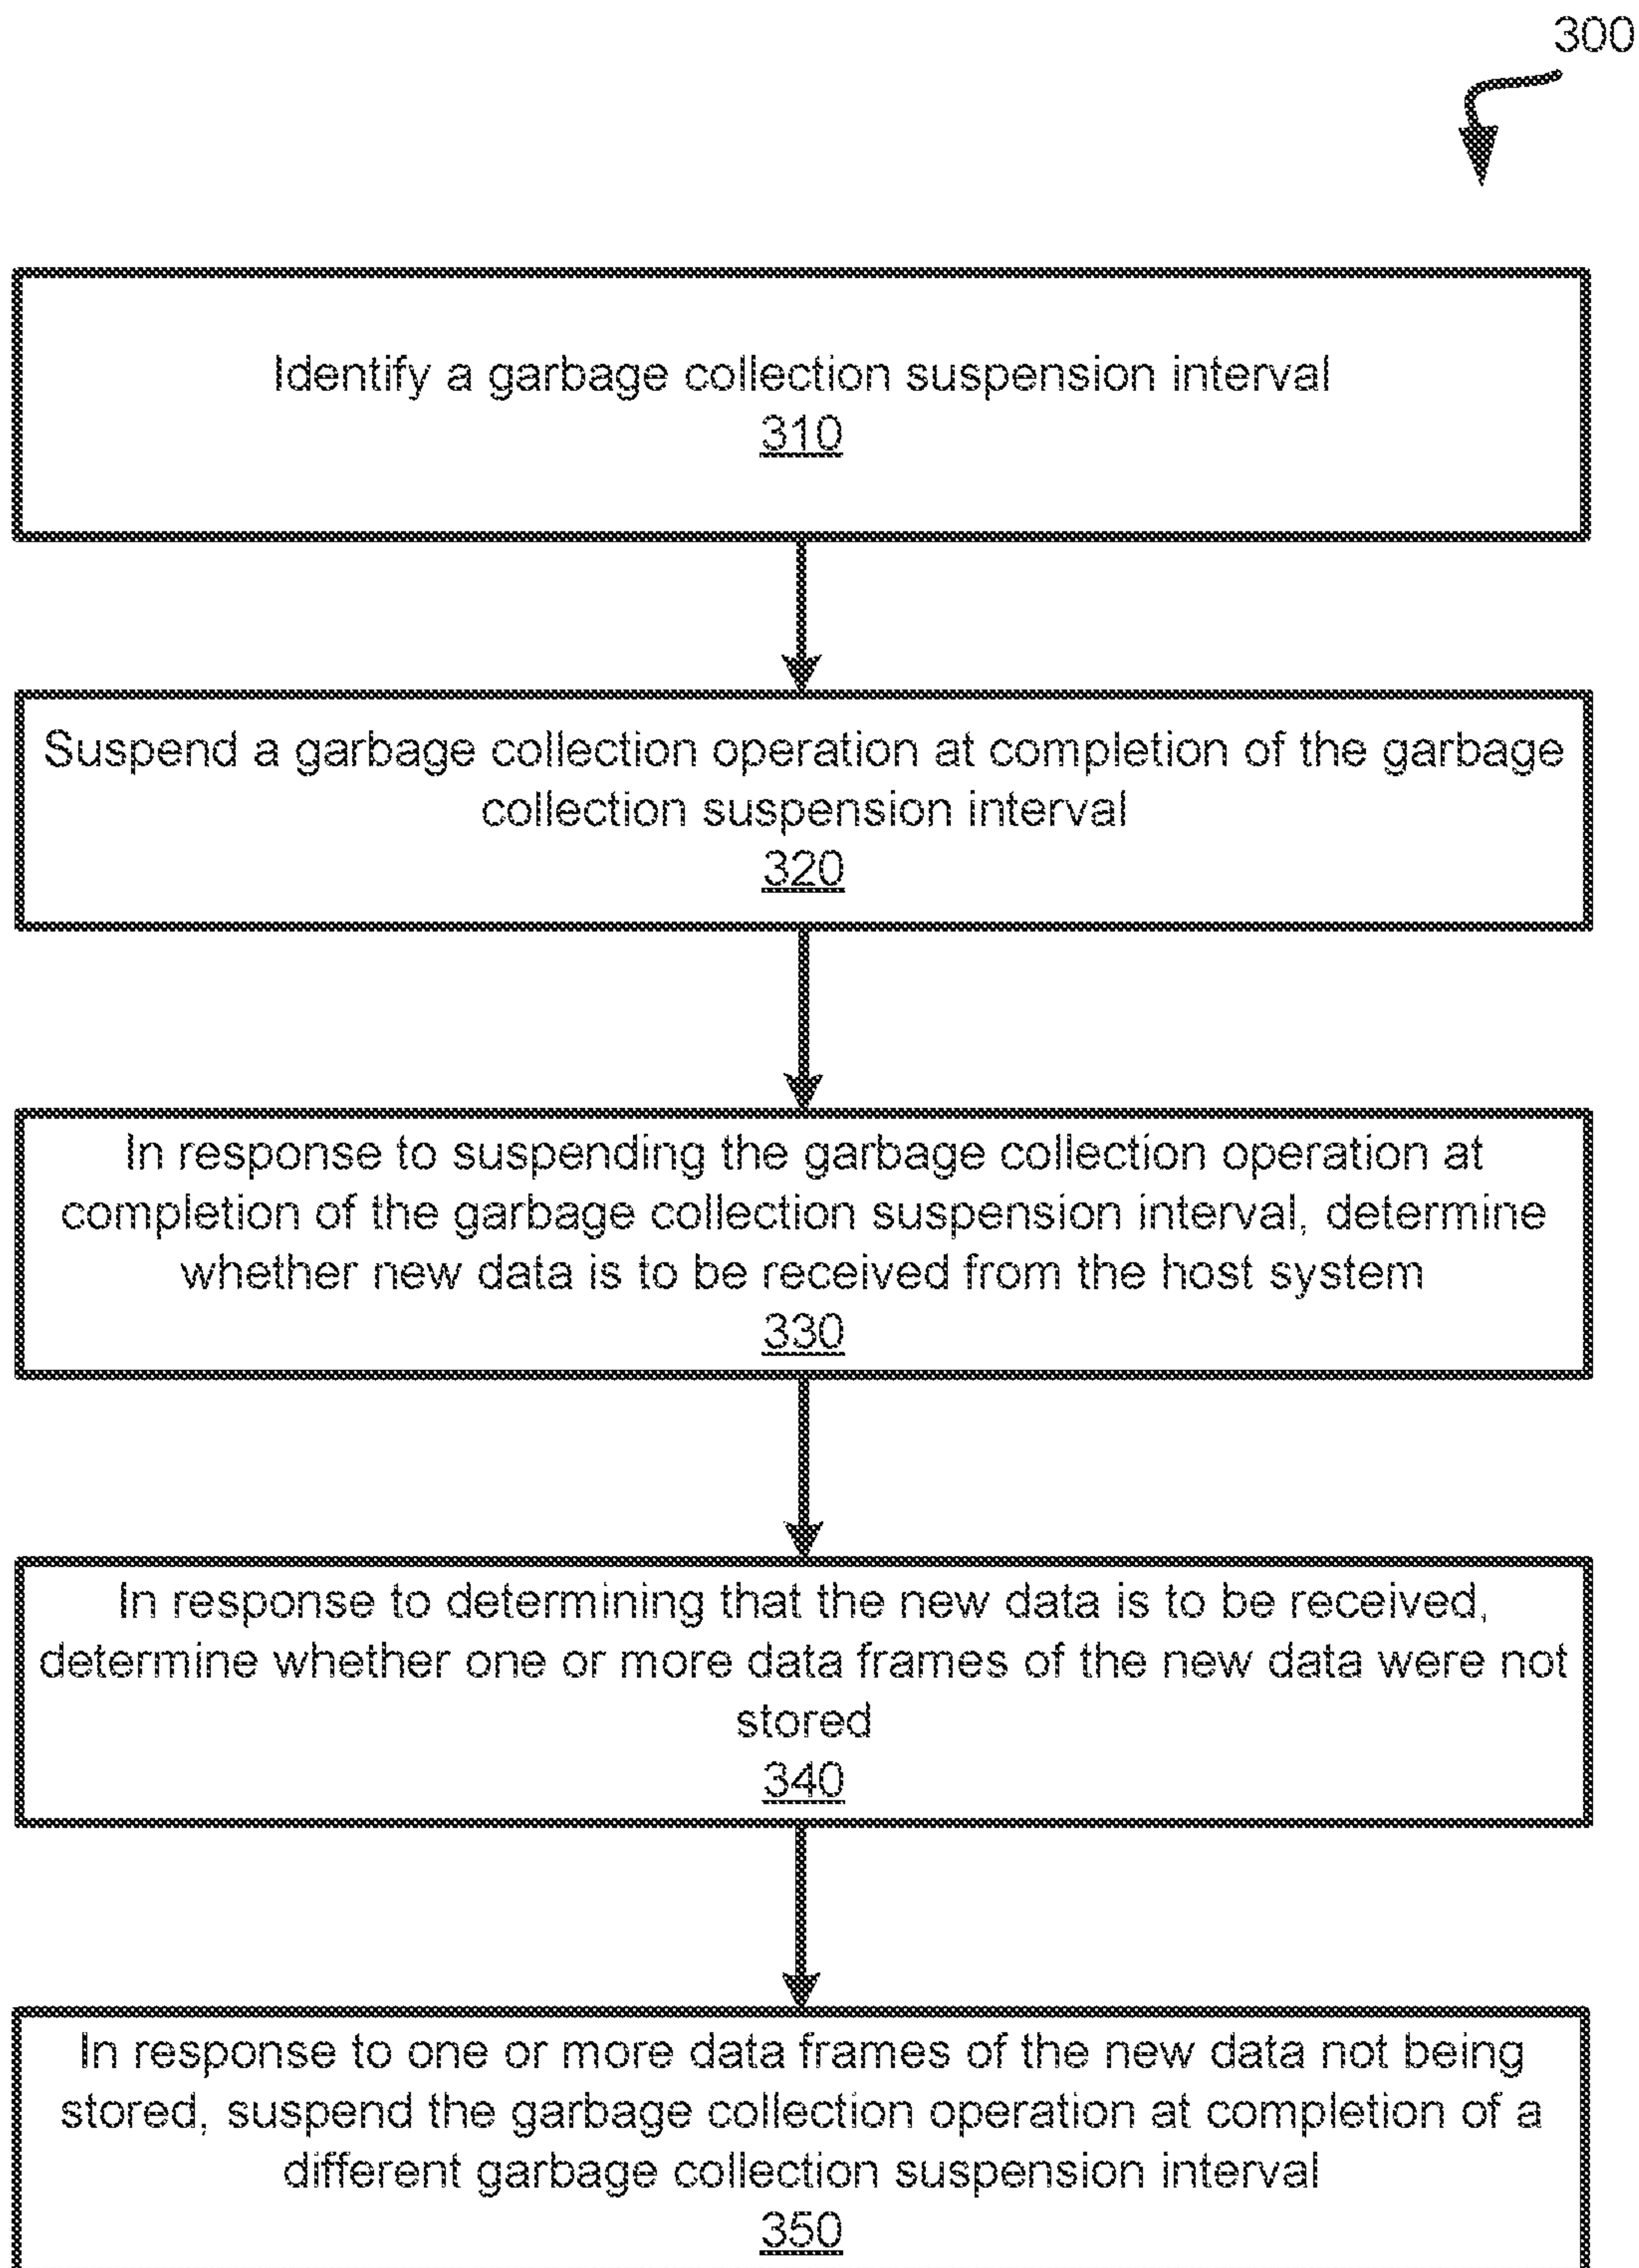 300
Identify a garbage collection suspension interval
310
Suspend a garbage collection operation at completion of the garbage
collection suspension interval
320
In response to suspending the garbage collection operation at
completion of the garbage collection suspension interval, determine
whether new data is to be received from the host system
330
In response to determining that the new data is to be received,
determine whether one or more data frames of the new data were not
stored
340
In response to one or more data frames of the new data not being
stored, suspend the garbage collection operation at completion of a
different garbage collection suspension interval
350